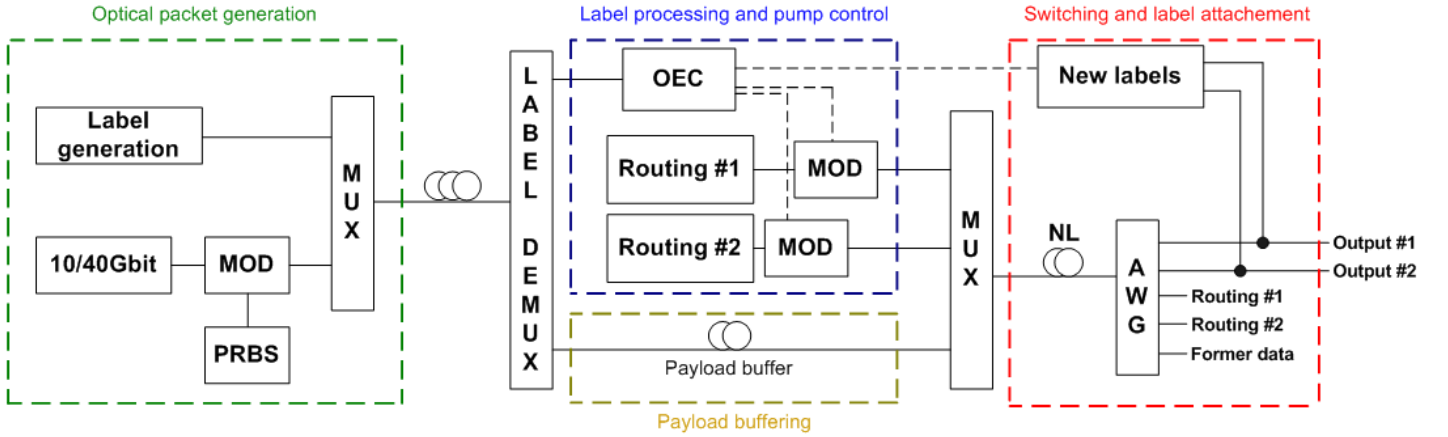 Optical packet generation
Label processing and pump control
Switching and label attachement
Label
generation
10/40Gbit
MOD
PRBS
MUX
LABEL DEMUX
OEC
Routing #1
MOD
Routing #2
MOD
Payload buffer
Payload buffering
MUX
New labels
NL
AWG
Output #1
Output #2
Routing #1
Routing #2
Former data